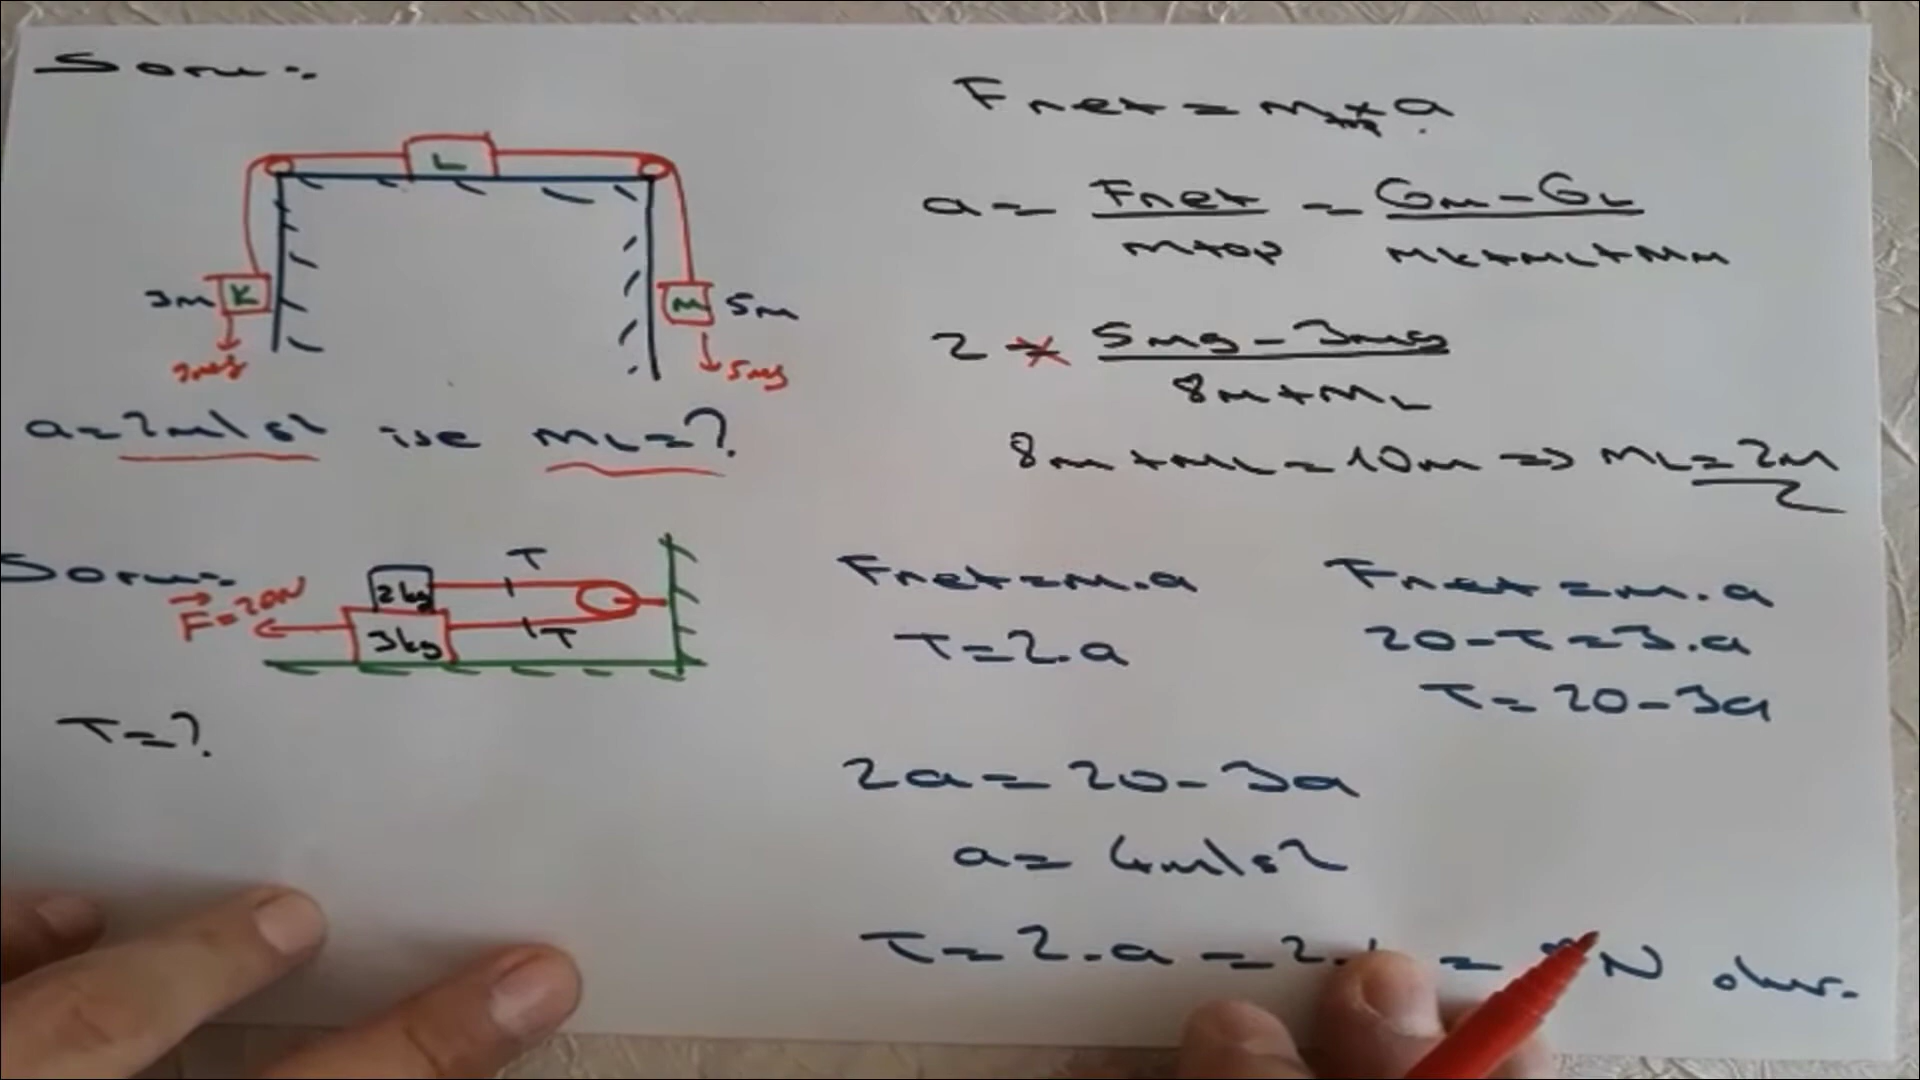 Soru:
L
3m K
3mg
M 5m
5mg
a=2m/s2 ise mL=?
Fnet=mtop x a
a= Fnet/mtop = GM-GL/mK+mL+mM
2 = 5mg-3mg/8m+mL
8m+mL=10m => mL=2m
Soru:
F=20N
2kg
3kg
T
T
T=?
Fnet=m.a
T=2.a
Fnet=m.a
20-T=3.a
T=20-3a
2a=20-3a
a=4m/s2
T=2.a=2. = N olur.